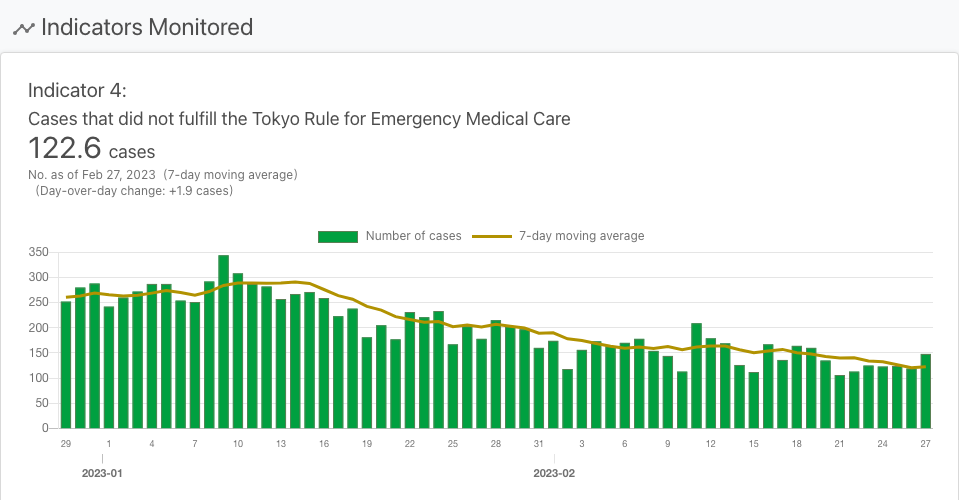 Indicators Monitored
Indicator 4:
Cases that did not fulfill the Tokyo Rule for Emergency Medical Care
122.6 cases
No. as of Feb 27, 2023 (7-day moving average)
(Day-over-day change: +1.9 cases)
Number of cases 7-day moving average
350
300
250
200
150
100
50
0
29 1 4 7 10 13 16 19 22 25 28 31 3 6 9 12 15 18 21 24 27
2023-01 2023-02